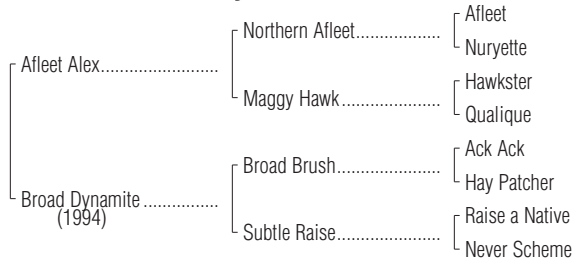 Afleet
Northern Afleet..................
Nuryette
Afleet Alex.........................
Hawkster
Maggy Hawk.....................
Qualique
Ack Ack
Broad Brush......................
Hay Patcher
Broad Dynamite................
(1994)
Raise a Native
Subtle Raise......................
Never Scheme